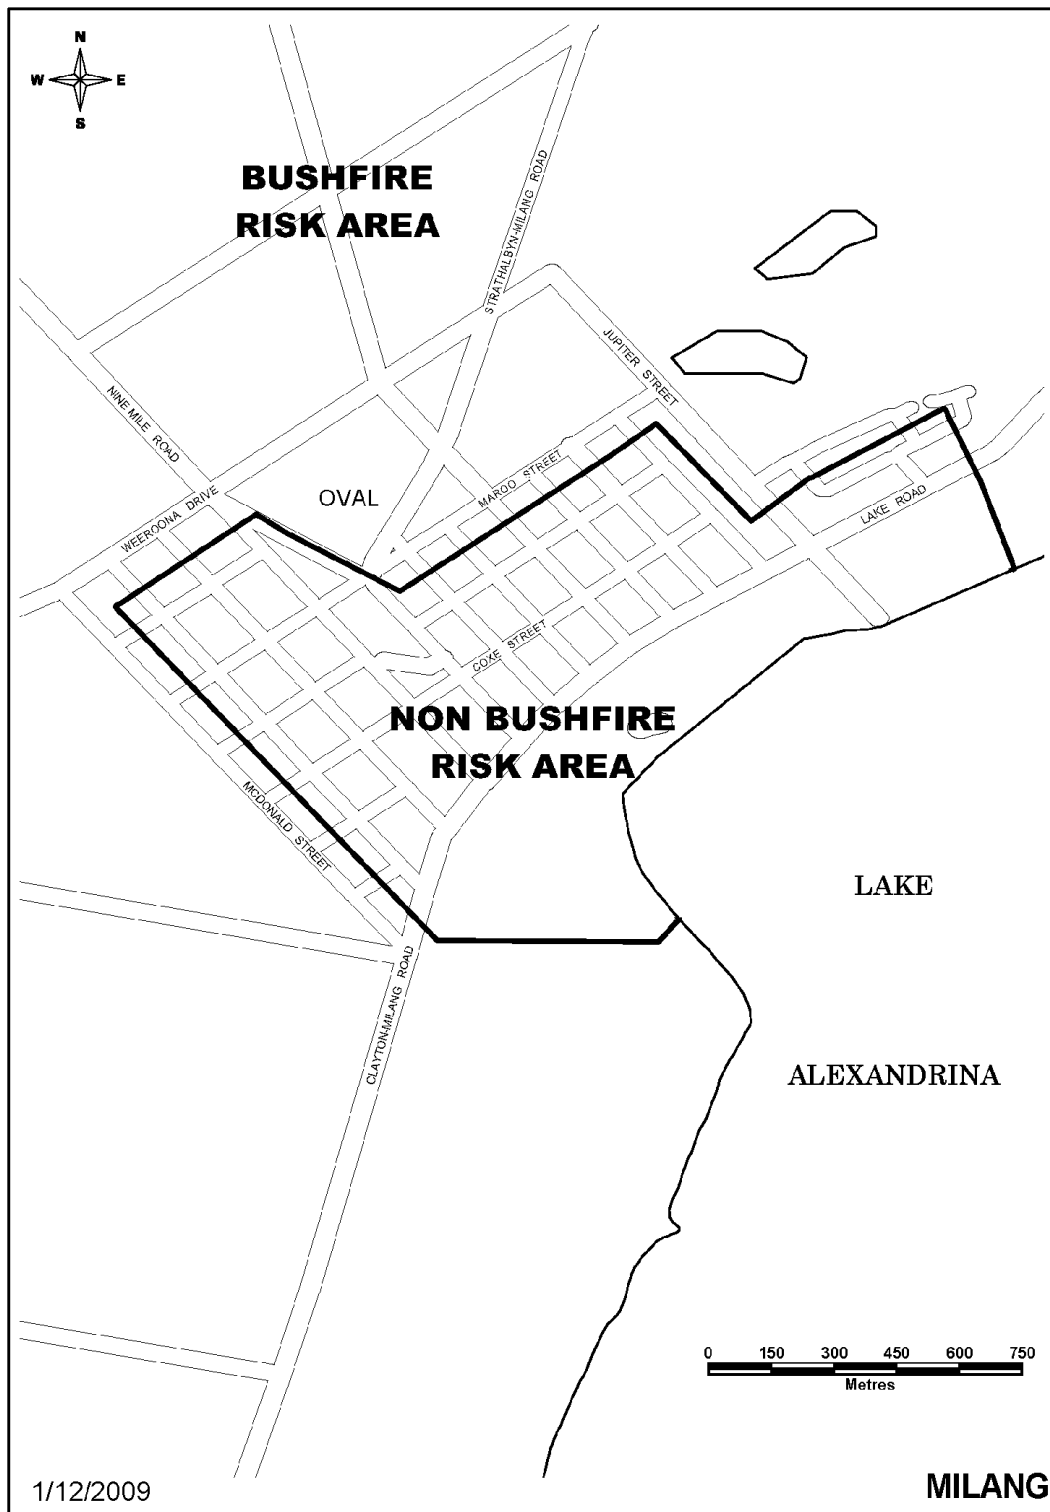 N
W E
S
BUSHFIRE
RISK AREA
STRATHALBYN-MILANG ROAD
JUPITER STREET
NINE MILE ROAD
OVAL
MARGO STREET
WEEROONA DRIVE
LAKE ROAD
COXE STREET
NON BUSHFIRE
RISK AREA
MCDONALD STREET
LAKE
CLAYTON-MILANG ROAD
ALEXANDRINA
0 150 300 450 600 750
Metres
1/12/2009
MILANG